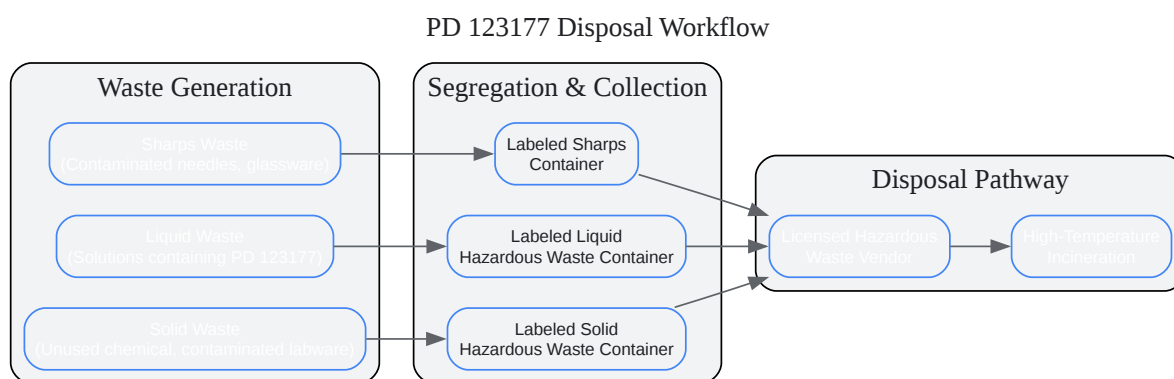 PD 123177 Disposal Workflow
Waste Generation
Sharps Waste
(Contaminated needles, glassware)
Liquid Waste
(Solutions containing PD 123177)
Solid Waste
(Unused chemical, contaminated labware)
Segregation & Collection
Labeled Sharps
Container
Labeled Liquid
Hazardous Waste Container
Labeled Solid
Hazardous Waste Container
Disposal Pathway
Licensed Hazardous
Waste Vendor
High-Temperature
Incineration